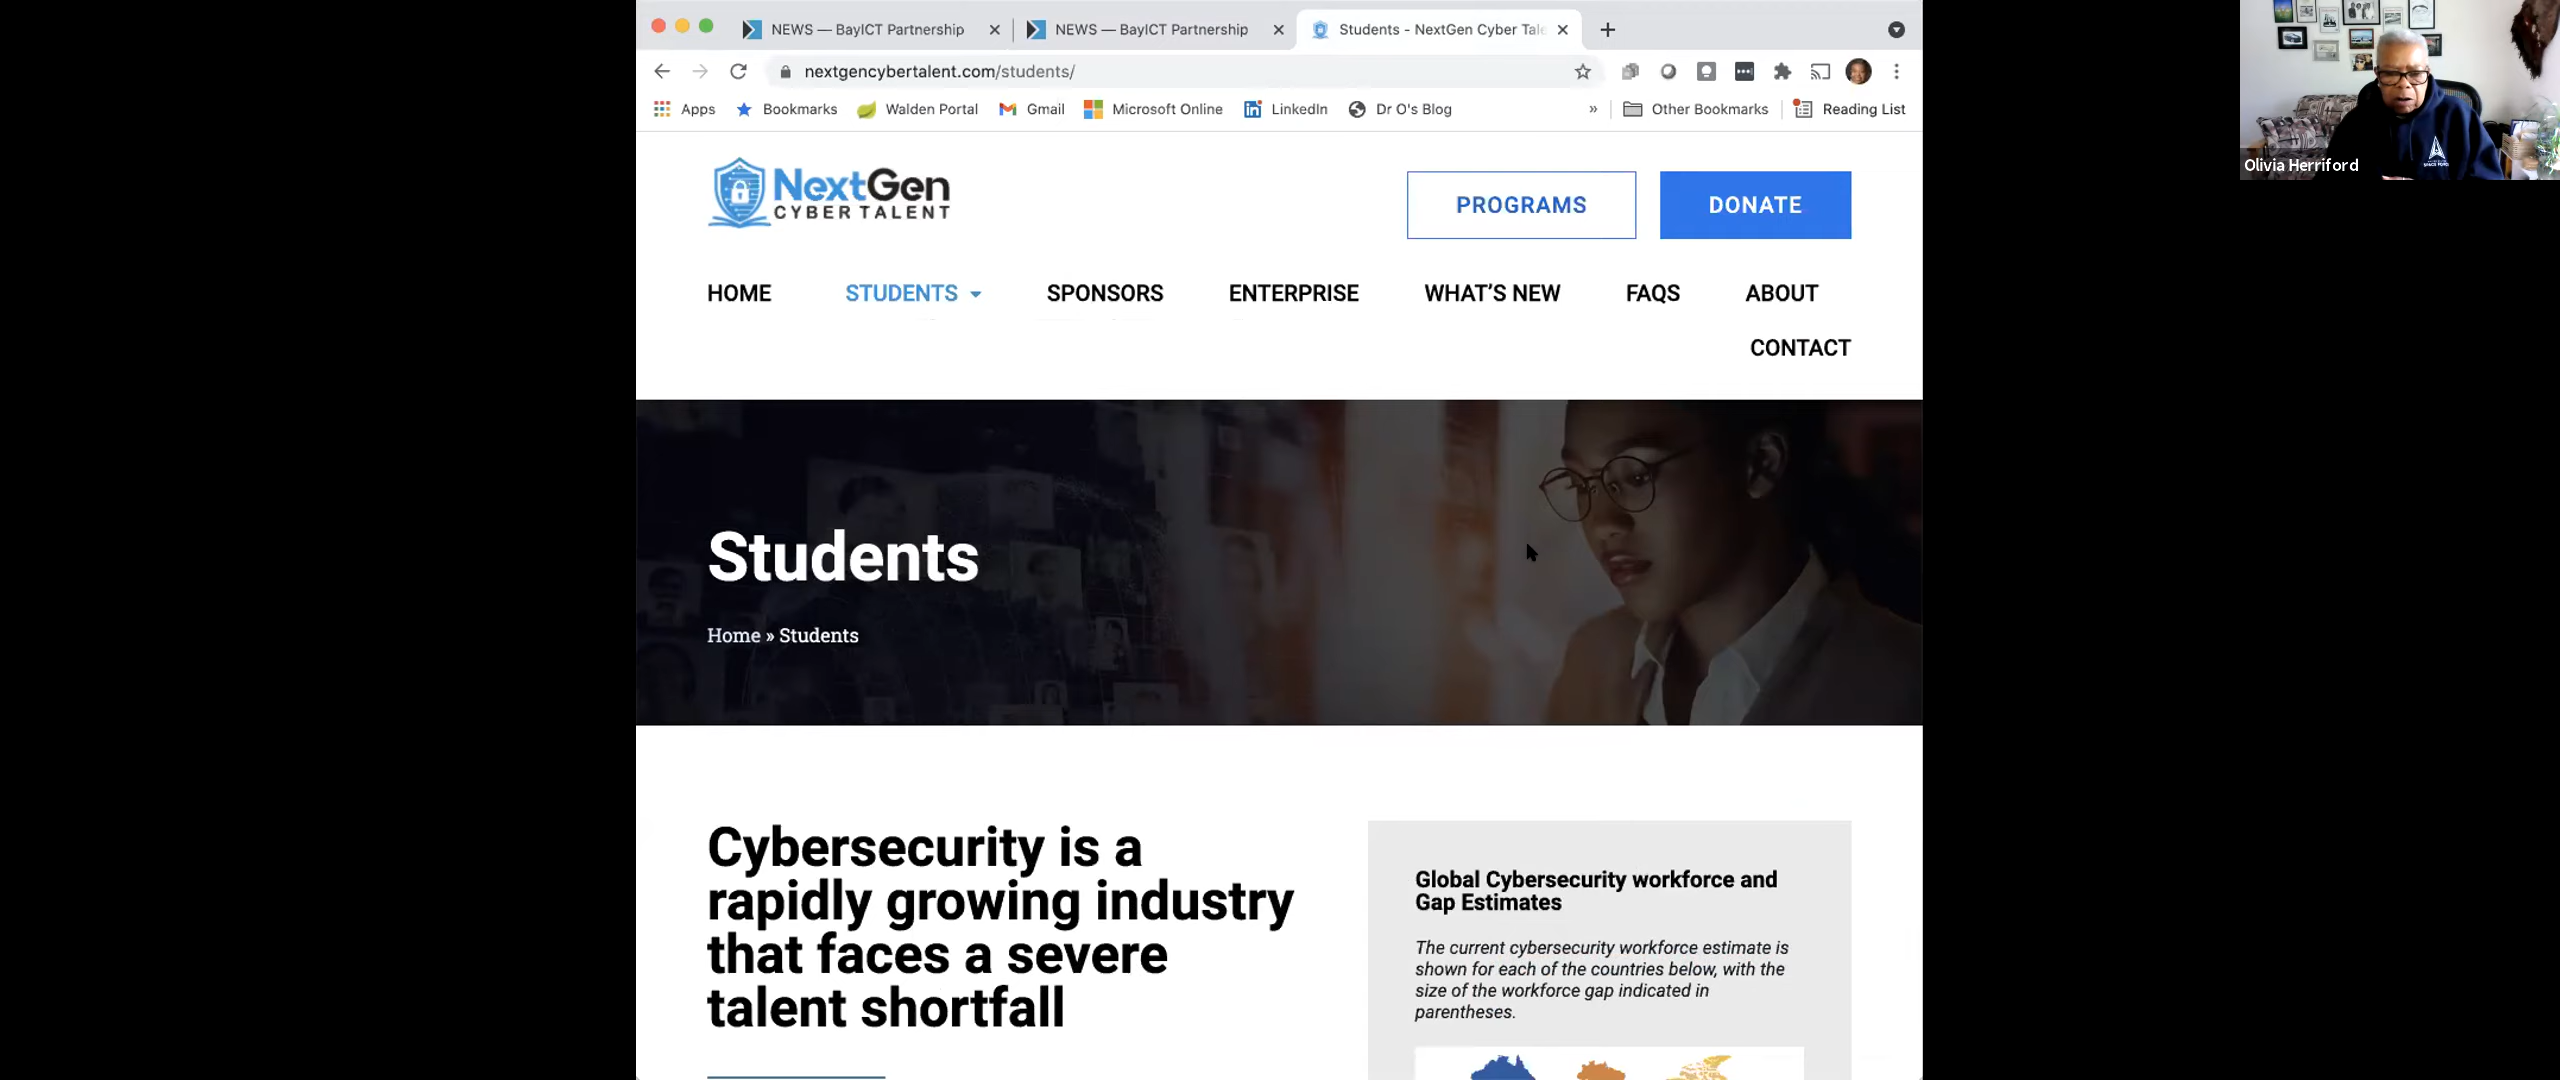 NEWS — BayICT Partnership
NEWS — BayICT Partnership
Students - NextGen Cyber Tale
nextgencybertalent.com/students/
Apps Bookmarks Walden Portal Gmail Microsoft Online LinkedIn Dr O's Blog » Other Bookmarks Reading List
NextGen
CYBER TALENT
PROGRAMS DONATE
HOME STUDENTS SPONSORS ENTERPRISE WHAT'S NEW FAQS ABOUT
CONTACT
Students
Home » Students
Cybersecurity is a
rapidly growing industry
that faces a severe
talent shortfall
Global Cybersecurity workforce and
Gap Estimates
The current cybersecurity workforce estimate is
shown for each of the countries below, with the
size of the workforce gap indicated in
parentheses.
Olivia Herriford